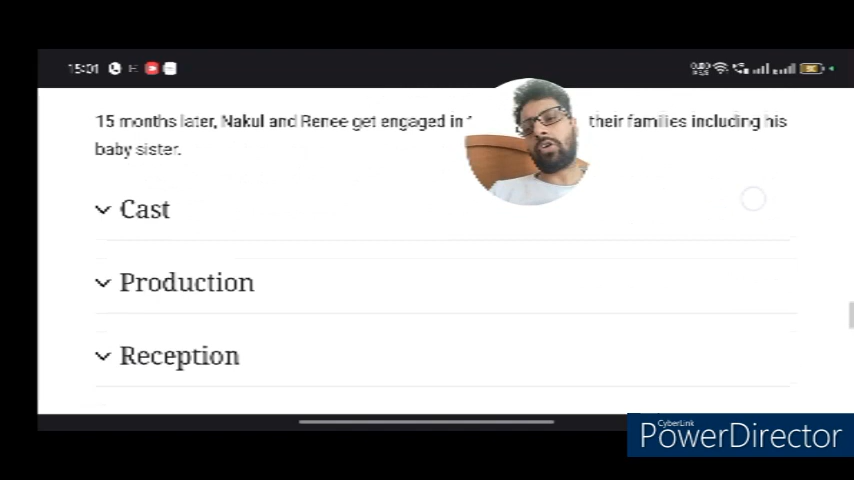 15:01
15 months later, Nakul and Renee get engaged in their families including his
baby sister.
Cast
Production
Reception
CyberLink
PowerDirector